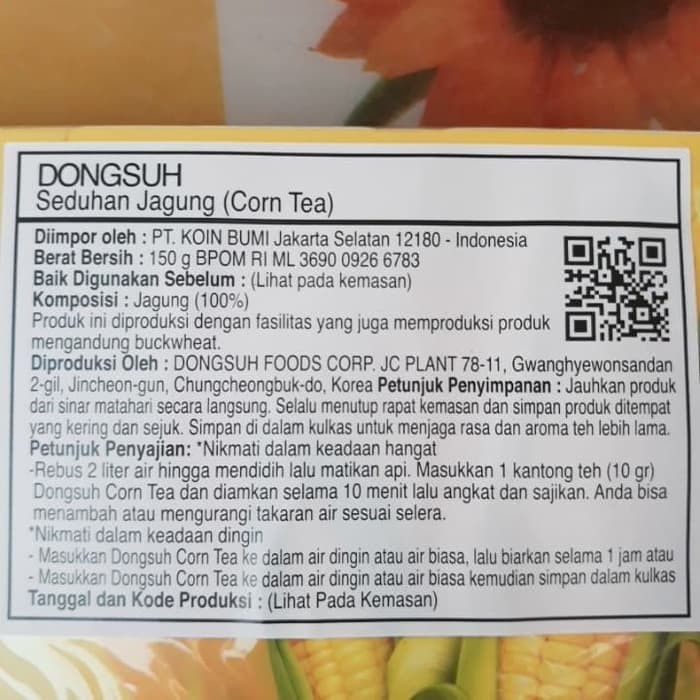 DONGSUH
Seduhan Jagung (Corn Tea)
Diimpor oleh : PT. KOIN BUMI Jakarta Selatan 12180 - Indonesia
Berat Bersih : 150 g BPOM RI ML 3690 0926 6783
Baik Digunakan Sebelum : (Lihat pada kemasan)
Komposisi : Jagung (100%)
Produk ini diproduksi dengan fasilitas yang juga memproduksi produk
mengandung buckwheat.
Diproduksi Oleh : DONGSUH FOODS CORP. JC PLANT 78-11, Gwanghyewonsandan
2-gil, Jincheon-gun, Chungcheongbuk-do, Korea Petunjuk Penyimpanan : Jauhkan produk
dari sinar matahari secara langsung. Selalu menutup rapat kemasan dan simpan produk ditempat
yang kering dan sejuk. Simpan di dalam kulkas untuk menjaga rasa dan aroma teh lebih lama.
Petunjuk Penyajian: *Nikmati dalam keadaan hangat
-Rebus 2 liter air hingga mendidih lalu matikan api. Masukkan 1 kantong teh (10 gr)
Dongsuh Corn Tea dan diamkan selama 10 menit lalu angkat dan sajikan. Anda bisa
menambah atau mengurangi takaran air sesuai selera.
*Nikmati dalam keadaan dingin
- Masukkan Dongsuh Corn Tea ke dalam air dingin atau air biasa, lalu biarkan selama 1 jam atau
- Masukkan Dongsuh Corn Tea ke dalam air dingin atau air biasa kemudian simpan dalam kulkas
Tanggal dan Kode Produksi : (Lihat Pada Kemasan)